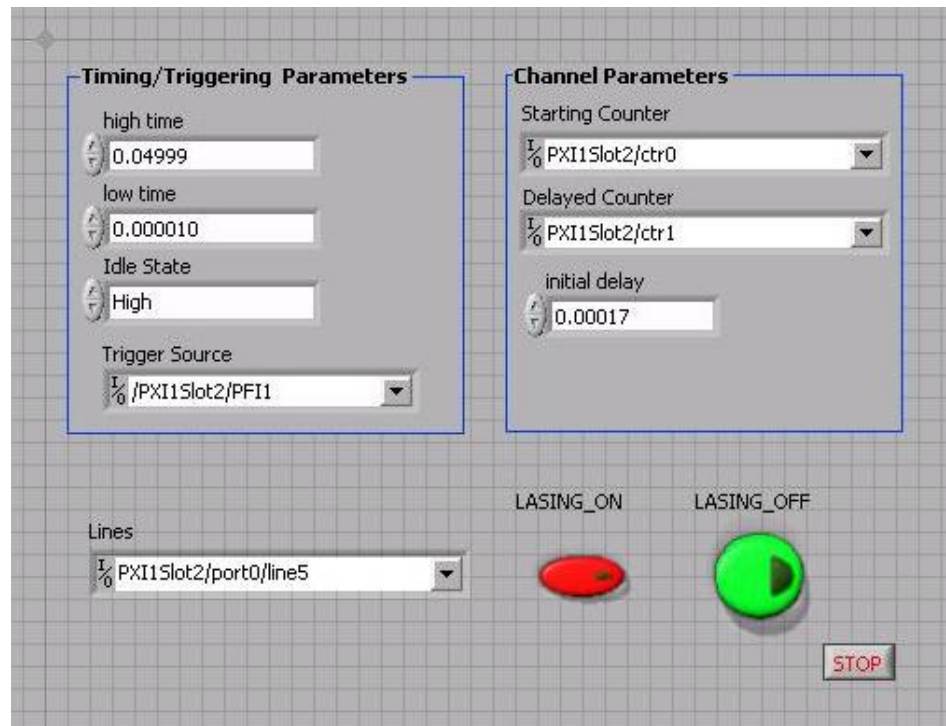 Timing/Triggering Parameters
high time
0.04999
low time
0.000010
Idle State
High
Trigger Source
I/O /PXI1Slot2/PFI1
Channel Parameters
Starting Counter
I/O PXI1Slot2/ctr0
Delayed Counter
I/O PXI1Slot2/ctr1
initial delay
0.00017
Lines
I/O PXI1Slot2/port0/line5
LASING_ON
LASING_OFF
STOP